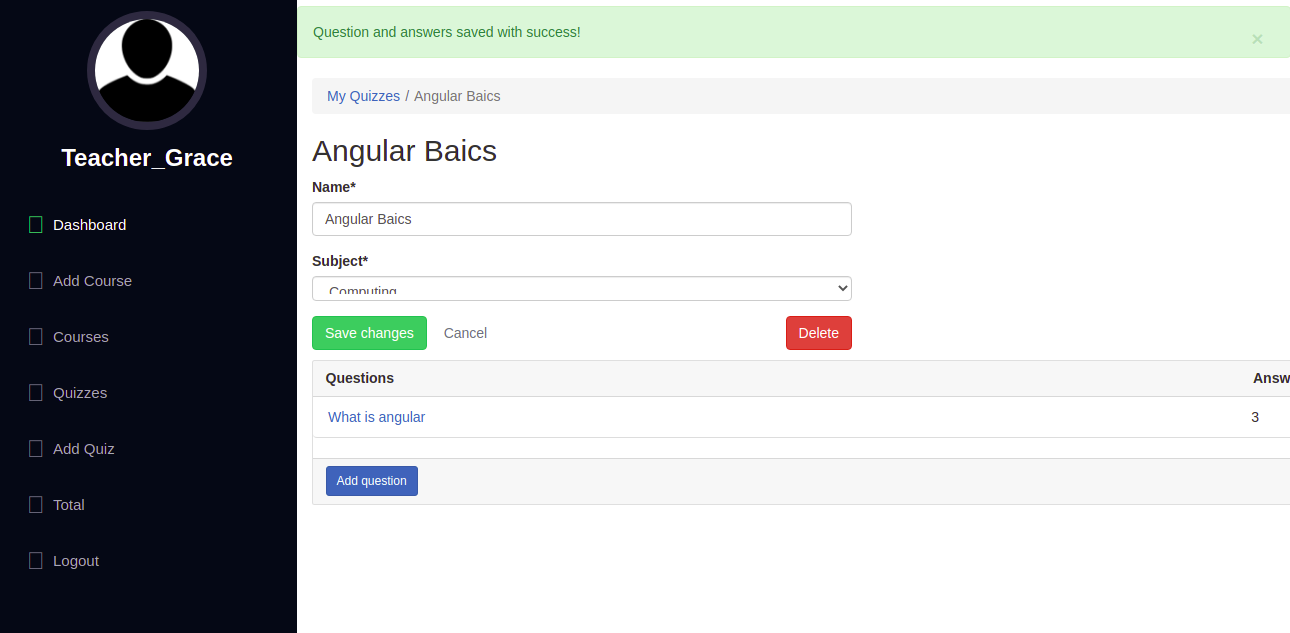 Teacher_Grace
Dashboard
Add Course
Courses
Quizzes
Add Quiz
Total
Logout
Question and answers saved with success!
×
My Quizzes / Angular Baics
Angular Baics
Name*
Angular Baics
Subject*
Computing
Save changes Cancel Delete
Questions Answ
What is angular 3
Add question